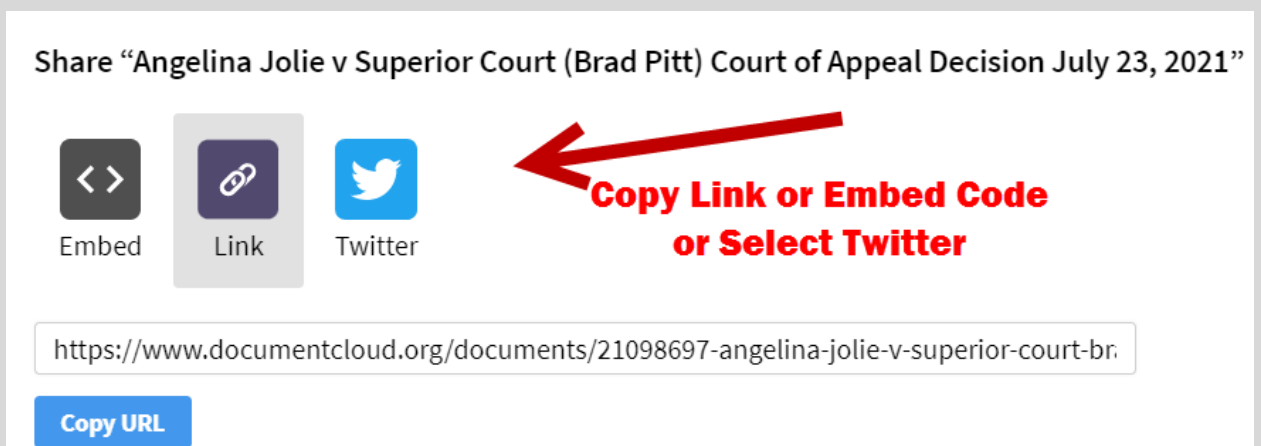 Share “Angelina Jolie v Superior Court (Brad Pitt) Court of Appeal Decision July 23, 2021”
Embed
Link
Twitter
Copy Link or Embed Code
or Select Twitter
https://www.documentcloud.org/documents/21098697-angelina-jolie-v-superior-court-bra
Copy URL